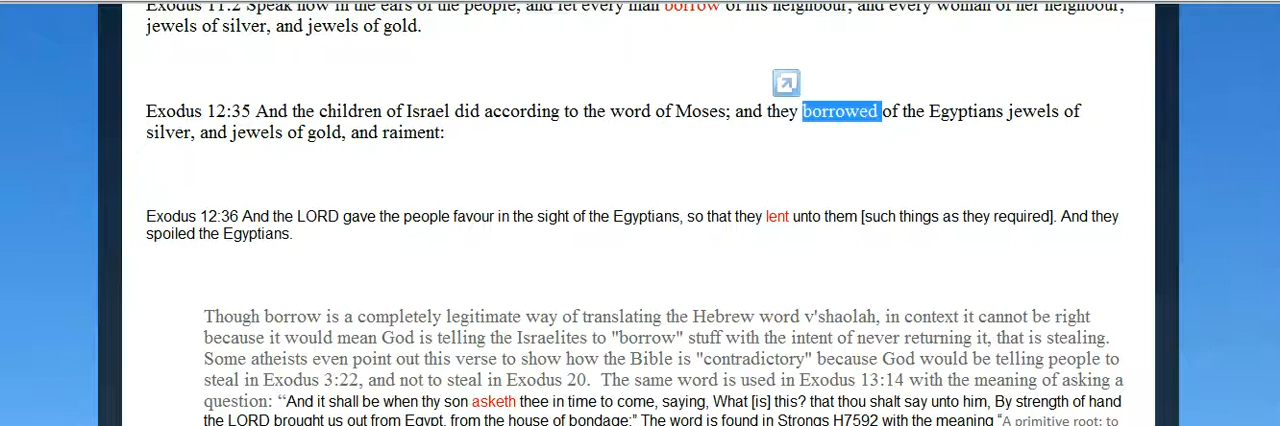 Exodus 11:2 Speak now in the ears of the people, and let every man borrow of his neighbour, and every woman of her neighbour,
jewels of silver, and jewels of gold.
Exodus 12:35 And the children of Israel did according to the word of Moses; and they borrowed of the Egyptians jewels of
silver, and jewels of gold, and raiment:
Exodus 12:36 And the LORD gave the people favour in the sight of the Egyptians, so that they lent unto them [such things as they required]. And they
spoiled the Egyptians.
Though borrow is a completely legitimate way of translating the Hebrew word v'shaolah, in context it cannot be right
because it would mean God is telling the Israelites to "borrow" stuff with the intent of never returning it, that is stealing.
Some atheists even point out this verse to show how the Bible is "contradictory" because God would be telling people to
steal in Exodus 3:22, and not to steal in Exodus 20. The same word is used in Exodus 13:14 with the meaning of asking a
question: “And it shall be when thy son asketh thee in time to come, saying, What [is] this? that thou shalt say unto him, By strength of hand
the LORD brought us out from Egypt, from the house of bondage:” The word is found in Strongs H7592 with the meaning “A primitive root; to